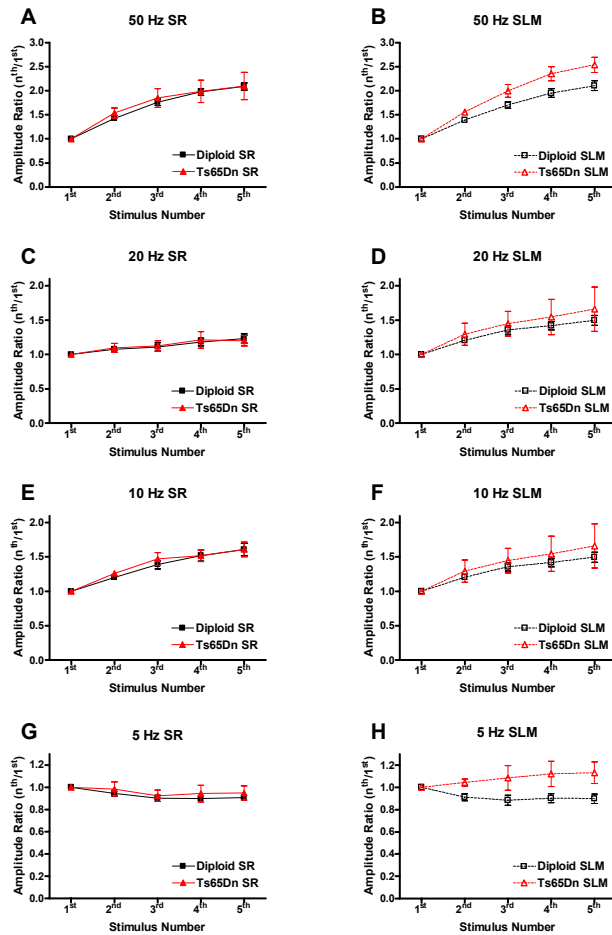 A
50 Hz SR
Amplitude Ratio (nth/1st)
3.0
2.5
2.0
1.5
1.0
0.5
0.0
Diploid SR
Ts65Dn SR
1st 2nd 3rd 4th 5th
Stimulus Number
B
50 Hz SLM
Amplitude Ratio (nth/1st)
3.0
2.5
2.0
1.5
1.0
0.5
0.0
Diploid SLM
Ts65Dn SLM
1st 2nd 3rd 4th 5th
Stimulus Number
C
20 Hz SR
Amplitude Ratio (nth/1st)
2.0
1.5
1.0
0.5
0.0
Diploid SR
Ts65Dn SR
1st 2nd 3rd 4th 5th
Stimulus Number
D
20 Hz SLM
Amplitude Ratio (nth/1st)
2.0
1.5
1.0
0.5
0.0
Diploid SLM
Ts65Dn SLM
1st 2nd 3rd 4th 5th
Stimulus Number
E
10 Hz SR
Amplitude Ratio (nth/1st)
2.0
1.5
1.0
0.5
0.0
Diploid SR
Ts65Dn SR
1st 2nd 3rd 4th 5th
Stimulus Number
F
10 Hz SLM
Amplitude Ratio (nth/1st)
2.0
1.5
1.0
0.5
0.0
Diploid SLM
Ts65Dn SLM
1st 2nd 3rd 4th 5th
Stimulus Number
G
5 Hz SR
Amplitude Ratio (nth/1st)
1.2
1.0
0.8
0.6
0.4
0.2
0.0
Diploid SR
Ts65Dn SR
1st 2nd 3rd 4th 5th
Stimulus Number
H
5 Hz SLM
Amplitude Ratio (nth/1st)
1.2
1.0
0.8
0.6
0.4
0.2
0.0
Diploid SLM
Ts65Dn SLM
1st 2nd 3rd 4th 5th
Stimulus Number